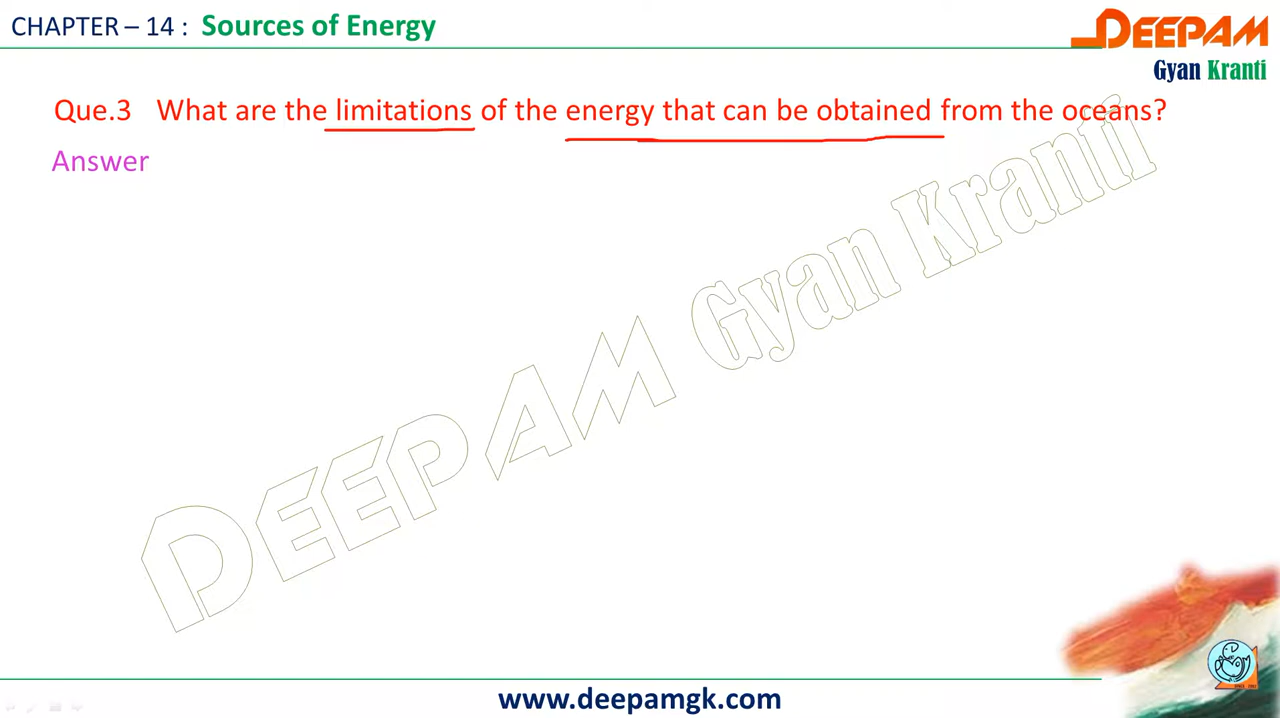 CHAPTER – 14 : Sources of Energy
DEEPAM
Gyan Kranti
Que.3 What are the limitations of the energy that can be obtained from the oceans?
Answer
DEEPAM Gyan Kranti
www.deepamgk.com